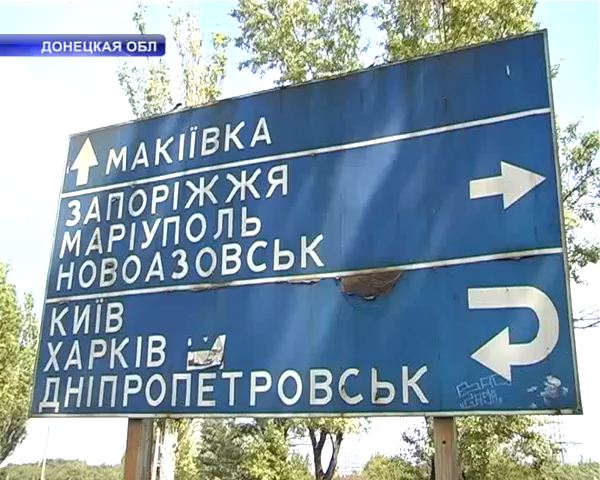 ДОНЕЦКАЯ ОБЛ
МАКІЇВКА
ЗАПОРІЖЖЯ
МАРІУПОЛЬ
НОВОАЗОВСЬК
КИЇВ
ХАРКІВ
ДНІПРОПЕТРОВСЬК